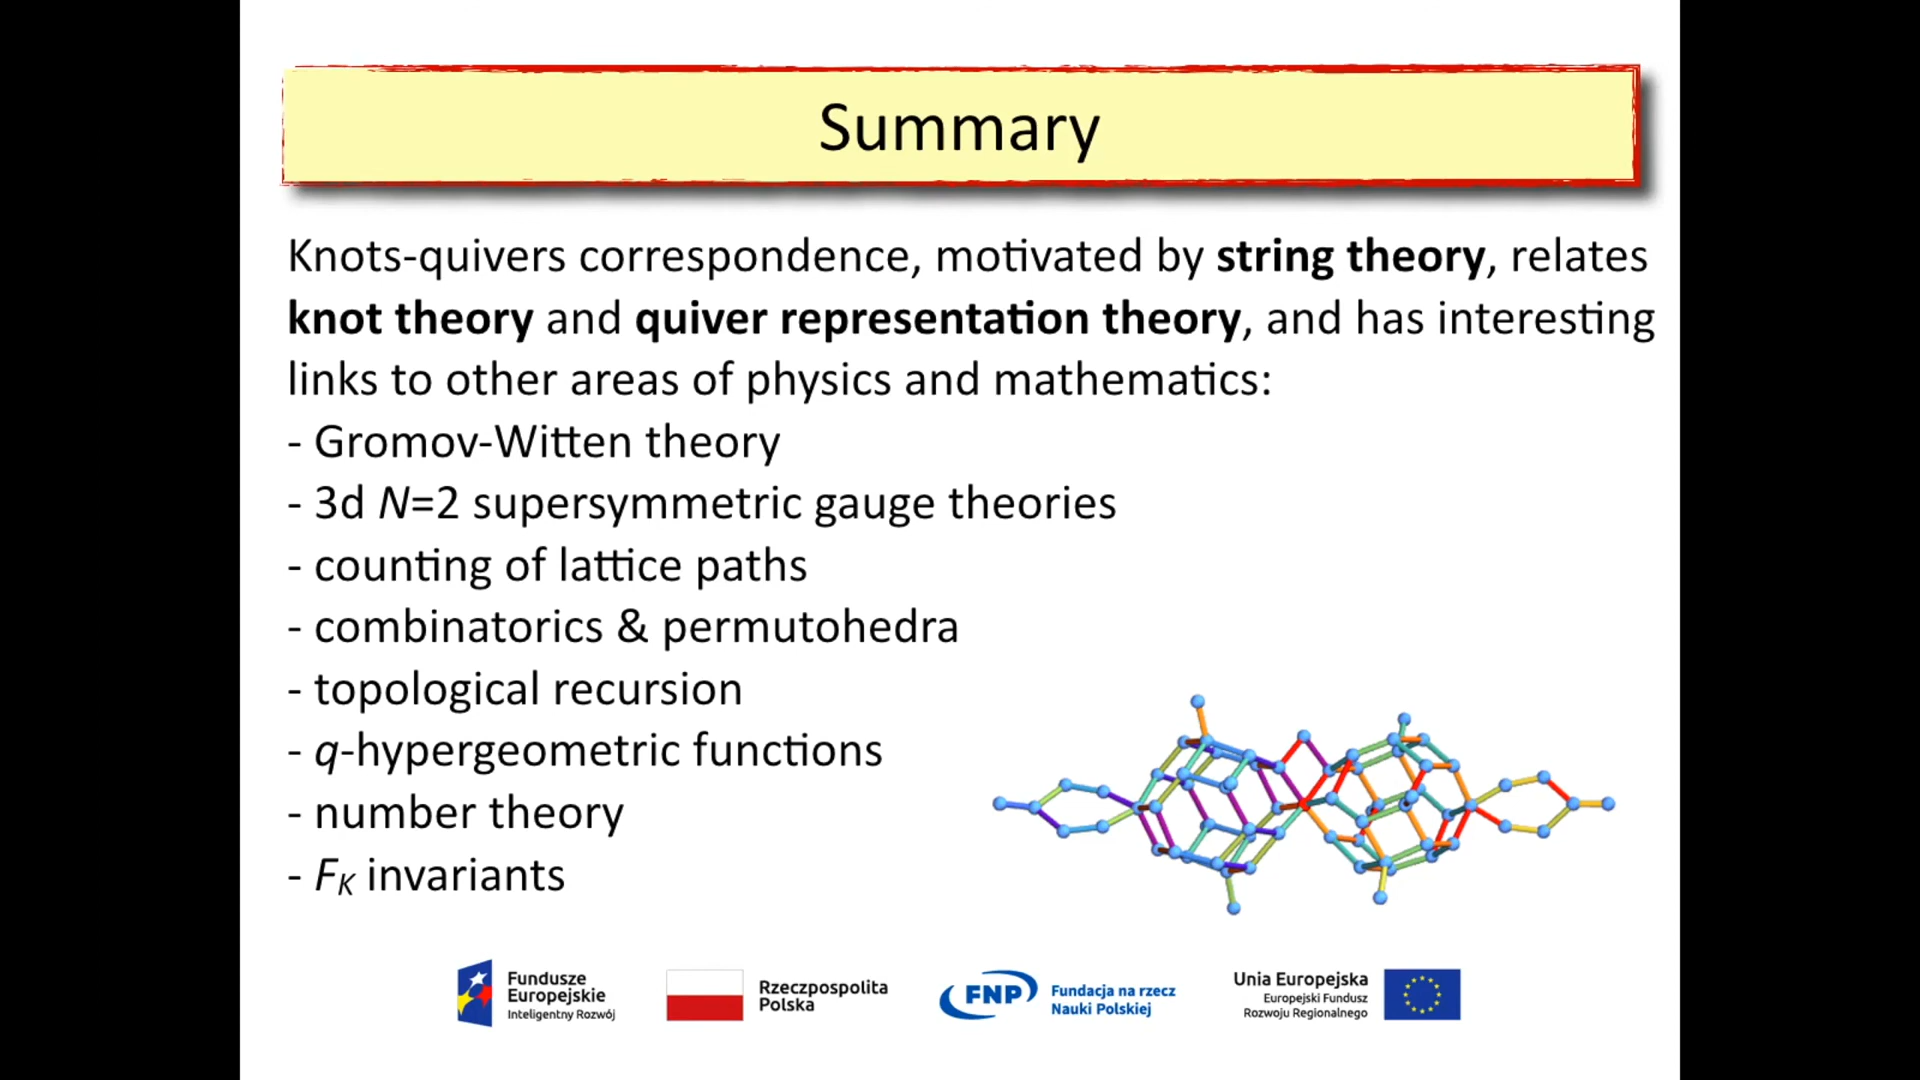 Summary
Knots-quivers correspondence, motivated by string theory, relates
knot theory and quiver representation theory, and has interesting
links to other areas of physics and mathematics:
- Gromov-Witten theory
- 3d N=2 supersymmetric gauge theories
- counting of lattice paths
- combinatorics & permutohedra
- topological recursion
- q-hypergeometric functions
- number theory
- FK invariants
Fundusze
Europejskie
Inteligentny Rozwój
Rzeczpospolita
Polska
FNP
Fundacja na rzecz
Nauki Polskiej
Unia Europejska
Europejski Fundusz
Rozwoju Regionalnego